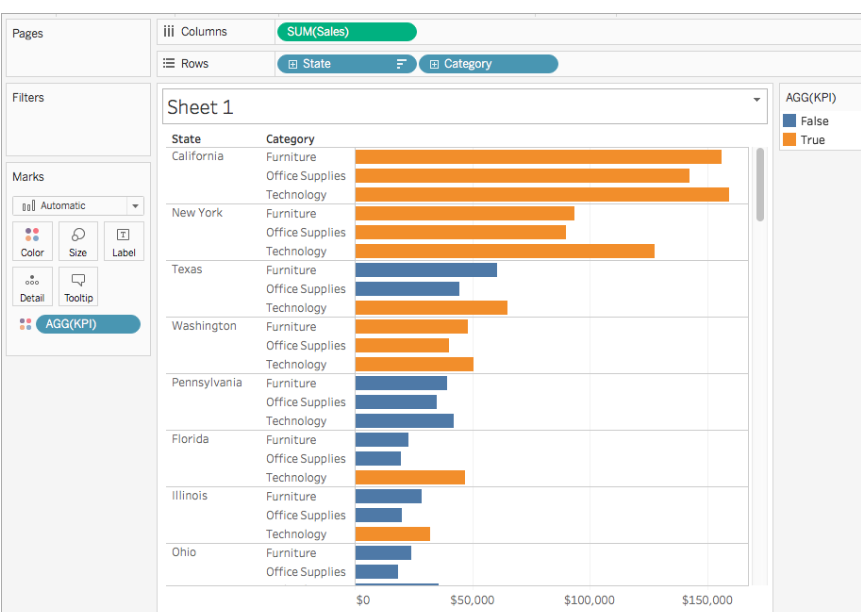 Pages
Columns
SUM(Sales)
Rows
State
Category
Filters
Sheet 1
AGG(KPI)
False
True
State Category
California Furniture
Office Supplies
Technology
New York Furniture
Office Supplies
Technology
Texas Furniture
Office Supplies
Technology
Washington Furniture
Office Supplies
Technology
Pennsylvania Furniture
Office Supplies
Technology
Florida Furniture
Office Supplies
Technology
Illinois Furniture
Office Supplies
Technology
Ohio Furniture
Office Supplies
$0 $50,000 $100,000 $150,000
Marks
Automatic
Color Size Label
T
Detail Tooltip
AGG(KPI)